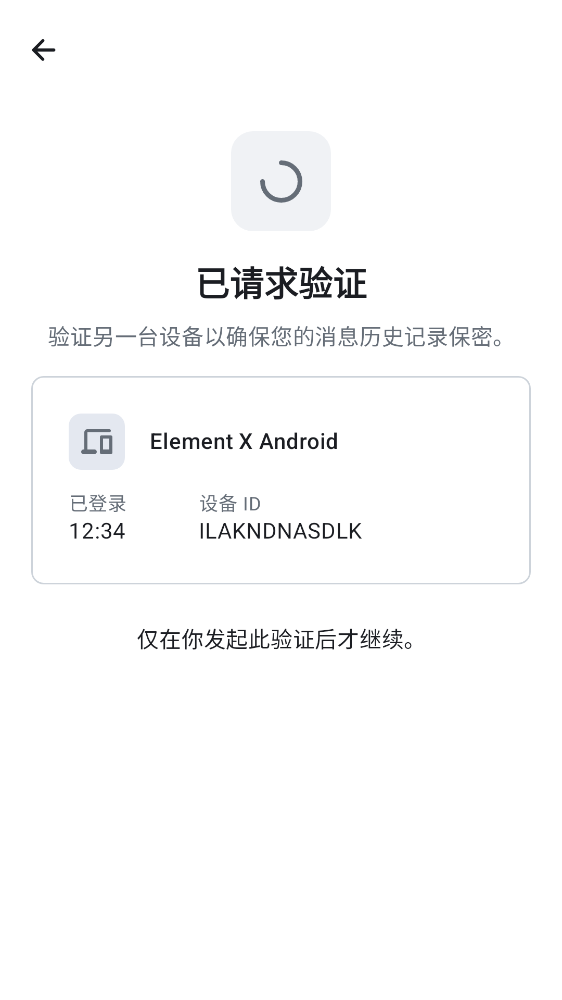 已请求验证
验证另一台设备以确保您的消息历史记录保密。
Element X Android
已登录 设备 ID
12:34 ILAKNDNASDLK
仅在你发起此验证后才继续。